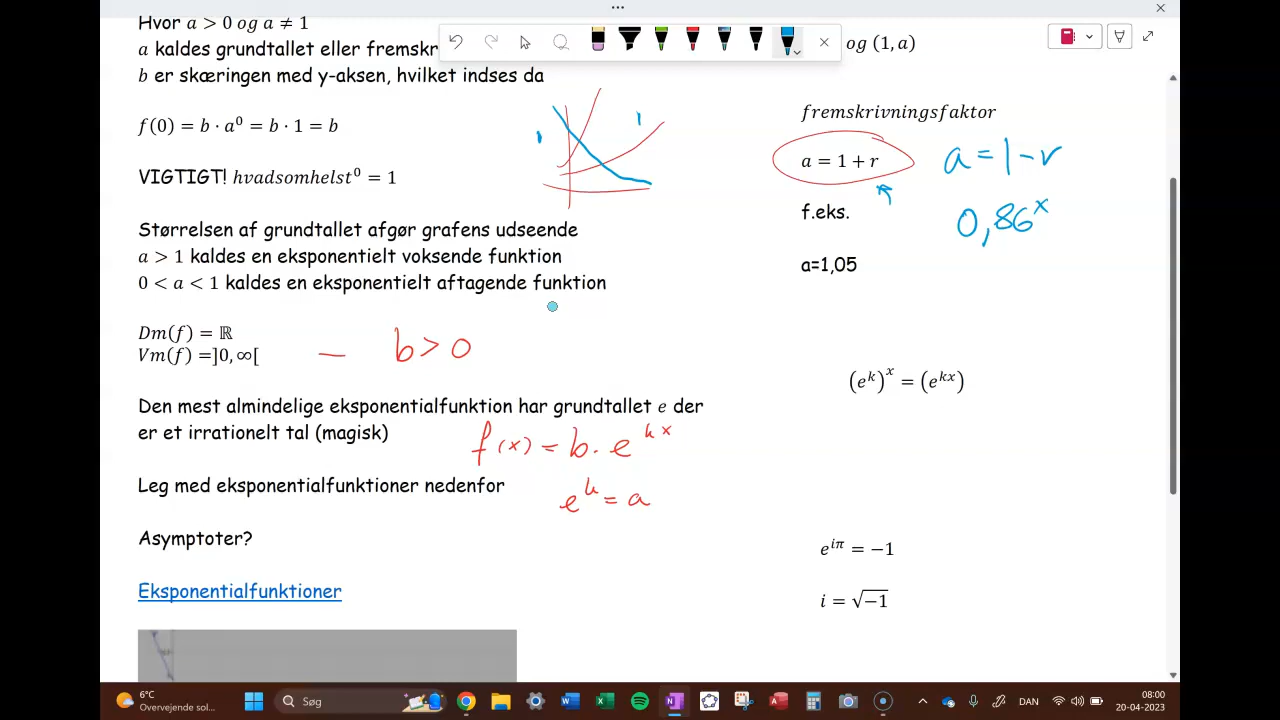 Hvor a > 0 og a ≠ 1
a kaldes grundtallet eller fremskr
og (1, a)
b er skæringen med y-aksen, hvilket indses da
f(0) = b · a⁰ = b · 1 = b
VIGTIGT! hvadsomhelst⁰ = 1
Størrelsen af grundtallet afgør grafens udseende
a > 1 kaldes en eksponentielt voksende funktion
0 < a < 1 kaldes en eksponentielt aftagende funktion
Dm(f) = ℝ
Vm(f) =]0, ∞[
— b > 0
Den mest almindelige eksponentialfunktion har grundtallet e der
er et irrationelt tal (magisk)
f(x) = b · e^kx
Leg med eksponentialfunktioner nedenfor
e^k = a
Asymptoter?
Eksponentialfunktioner
fremskrivningsfaktor
a = 1 + r
a = 1 - r
f.eks.
0,86^x
a=1,05
(e^k)^x = (e^kx)
e^iπ = −1
i = √−1
6°C
Overvejende sol...
Søg
DAN
08:00
20-04-2023